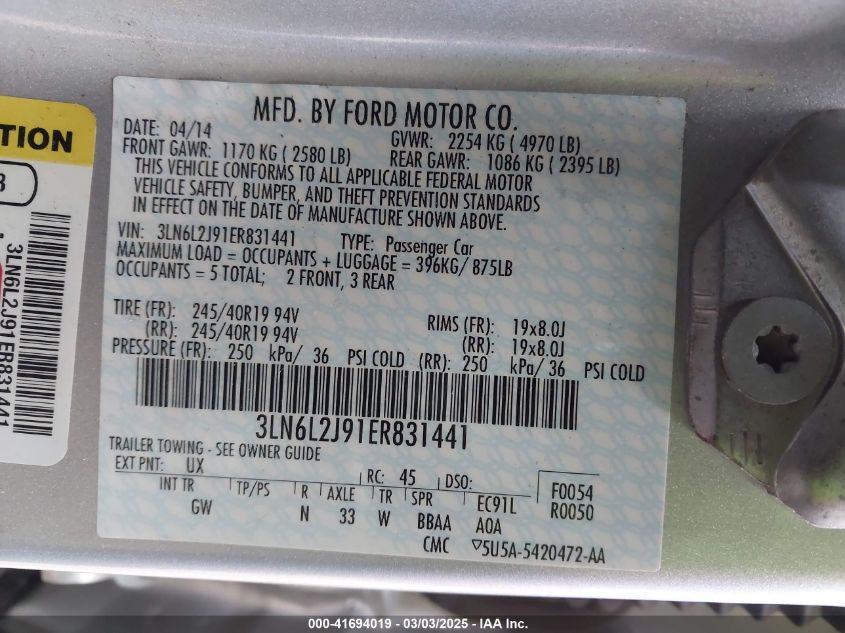 MFD. BY FORD MOTOR CO.
DATE: 04/14 GVWR: 2254 KG ( 4970 LB)
FRONT GAWR: 1170 KG ( 2580 LB) REAR GAWR: 1086 KG ( 2395 LB)
THIS VEHICLE CONFORMS TO ALL APPLICABLE FEDERAL MOTOR
VEHICLE SAFETY, BUMPER, AND THEFT PREVENTION STANDARDS
IN EFFECT ON THE DATE OF MANUFACTURE SHOWN ABOVE.
VIN: 3LN6L2J91ER831441 TYPE: Passenger Car
MAXIMUM LOAD = OCCUPANTS + LUGGAGE = 396KG/ 875LB
OCCUPANTS = 5 TOTAL; 2 FRONT, 3 REAR
TIRE (FR): 245/40R19 94V RIMS (FR): 19x8.0J
(RR): 245/40R19 94V (RR): 19x8.0J
PRESSURE (FR): 250 kPa/ 36 PSI COLD (RR): 250 kPa/ 36 PSI COLD
3LN6L2J91ER831441
TRAILER TOWING - SEE OWNER GUIDE
EXT PNT: UX RC: 45 DSO: F0054
INT TR TP/PS R AXLE TR SPR EC91L R0050
GW N 33 W BBAA A0A
CMC ▽5U5A-5420472-AA
TION
3LN6L2J91ER831441
000-41694019 - 03/03/2025 - IAA Inc.